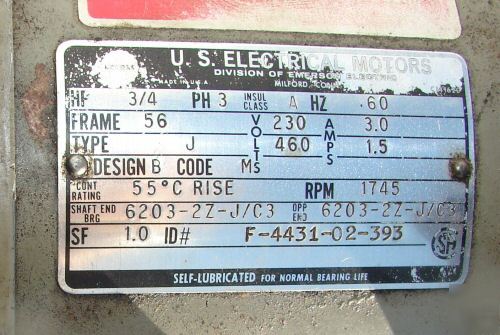 U.S. ELECTRICAL MOTORS
DIVISION OF EMERSON ELECTRIC
MADE IN U.S.A. MILFORD, CONN.
HP 3/4 PH 3 INSUL CLASS A HZ 60
FRAME 56 VOLTS 230 AMPS 3.0
TYPE J 460 1.5
DESIGN B CODE M
CONT RATING 55°C RISE RPM 1745
SHAFT END BRG 6203-2Z-J/C3 OPP END 6203-2Z-J/C3
SF 1.0 ID# F-4431-02-393
SELF-LUBRICATED FOR NORMAL BEARING LIFE